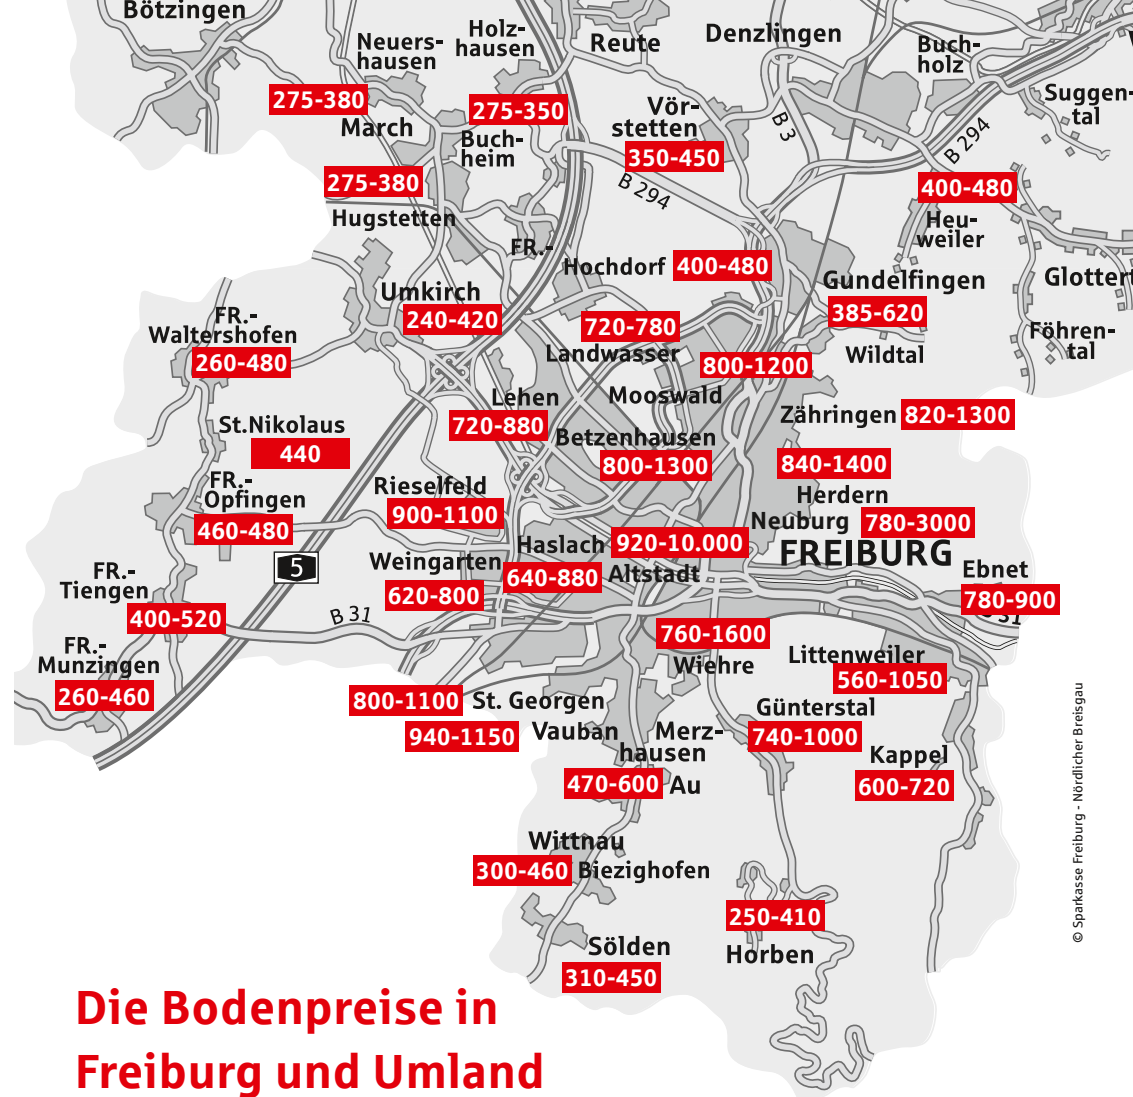 Bötzingen
Neuers-
hausen
Holz-
hausen
Reute
Denzlingen
Buch-
holz
Suggen-
tal
275-380
March
275-350
Buch-
heim
Vör-
stetten
350-450
B 3
B 294
B 294
275-380
Hugstetten
400-480
Heu-
weiler
FR.-
Hochdorf
400-480
Gundelfingen
385-620
Wildtal
Glottert
Föhren-
tal
Umkirch
240-420
FR.-
Waltershofen
260-480
720-780
Landwasser
800-1200
Mooswald
Lehen
720-880
Betzenhausen
800-1300
Zähringen
820-1300
St.Nikolaus
440
840-1400
Herdern
Rieselfeld
900-1100
FR.-
Opfingen
460-480
Neuburg
780-3000
Haslach
920-10.000
FREIBURG
640-880
Altstadt
Weingarten
620-800
5
Ebnet
780-900
B 31
FR.-
Tiengen
400-520
B 31
760-1600
Wiehre
Littenweiler
560-1050
FR.-
Munzingen
260-460
800-1100
St. Georgen
940-1150
Vauban
Merz-
hausen
470-600
Au
Günterstal
740-1000
Kappel
600-720
Wittnau
300-460
Biezighofen
250-410
Horben
Sölden
310-450
© Sparkasse Freiburg - Nördlicher Breisgau
Die Bodenpreise in
Freiburg und Umland